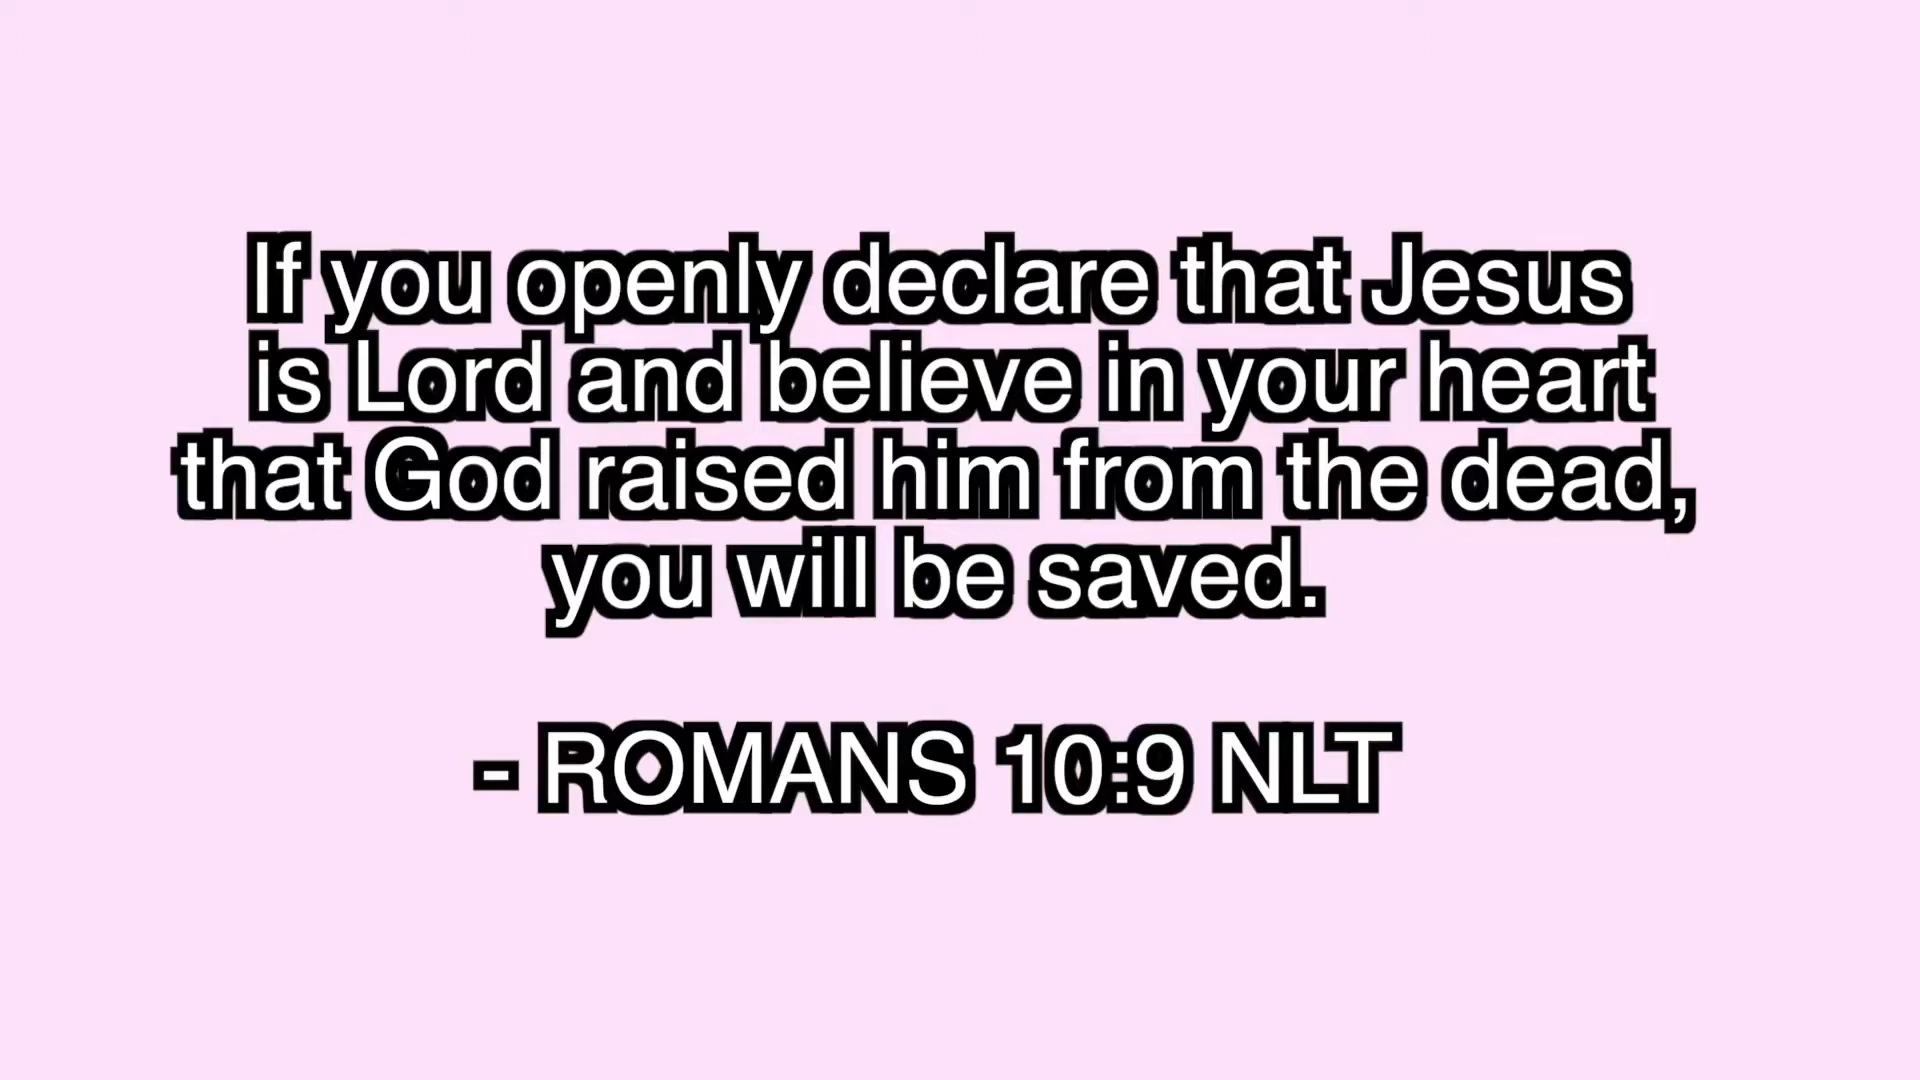 If you openly declare that Jesus
is Lord and believe in your heart
that God raised him from the dead,
you will be saved.
- ROMANS 10:9 NLT